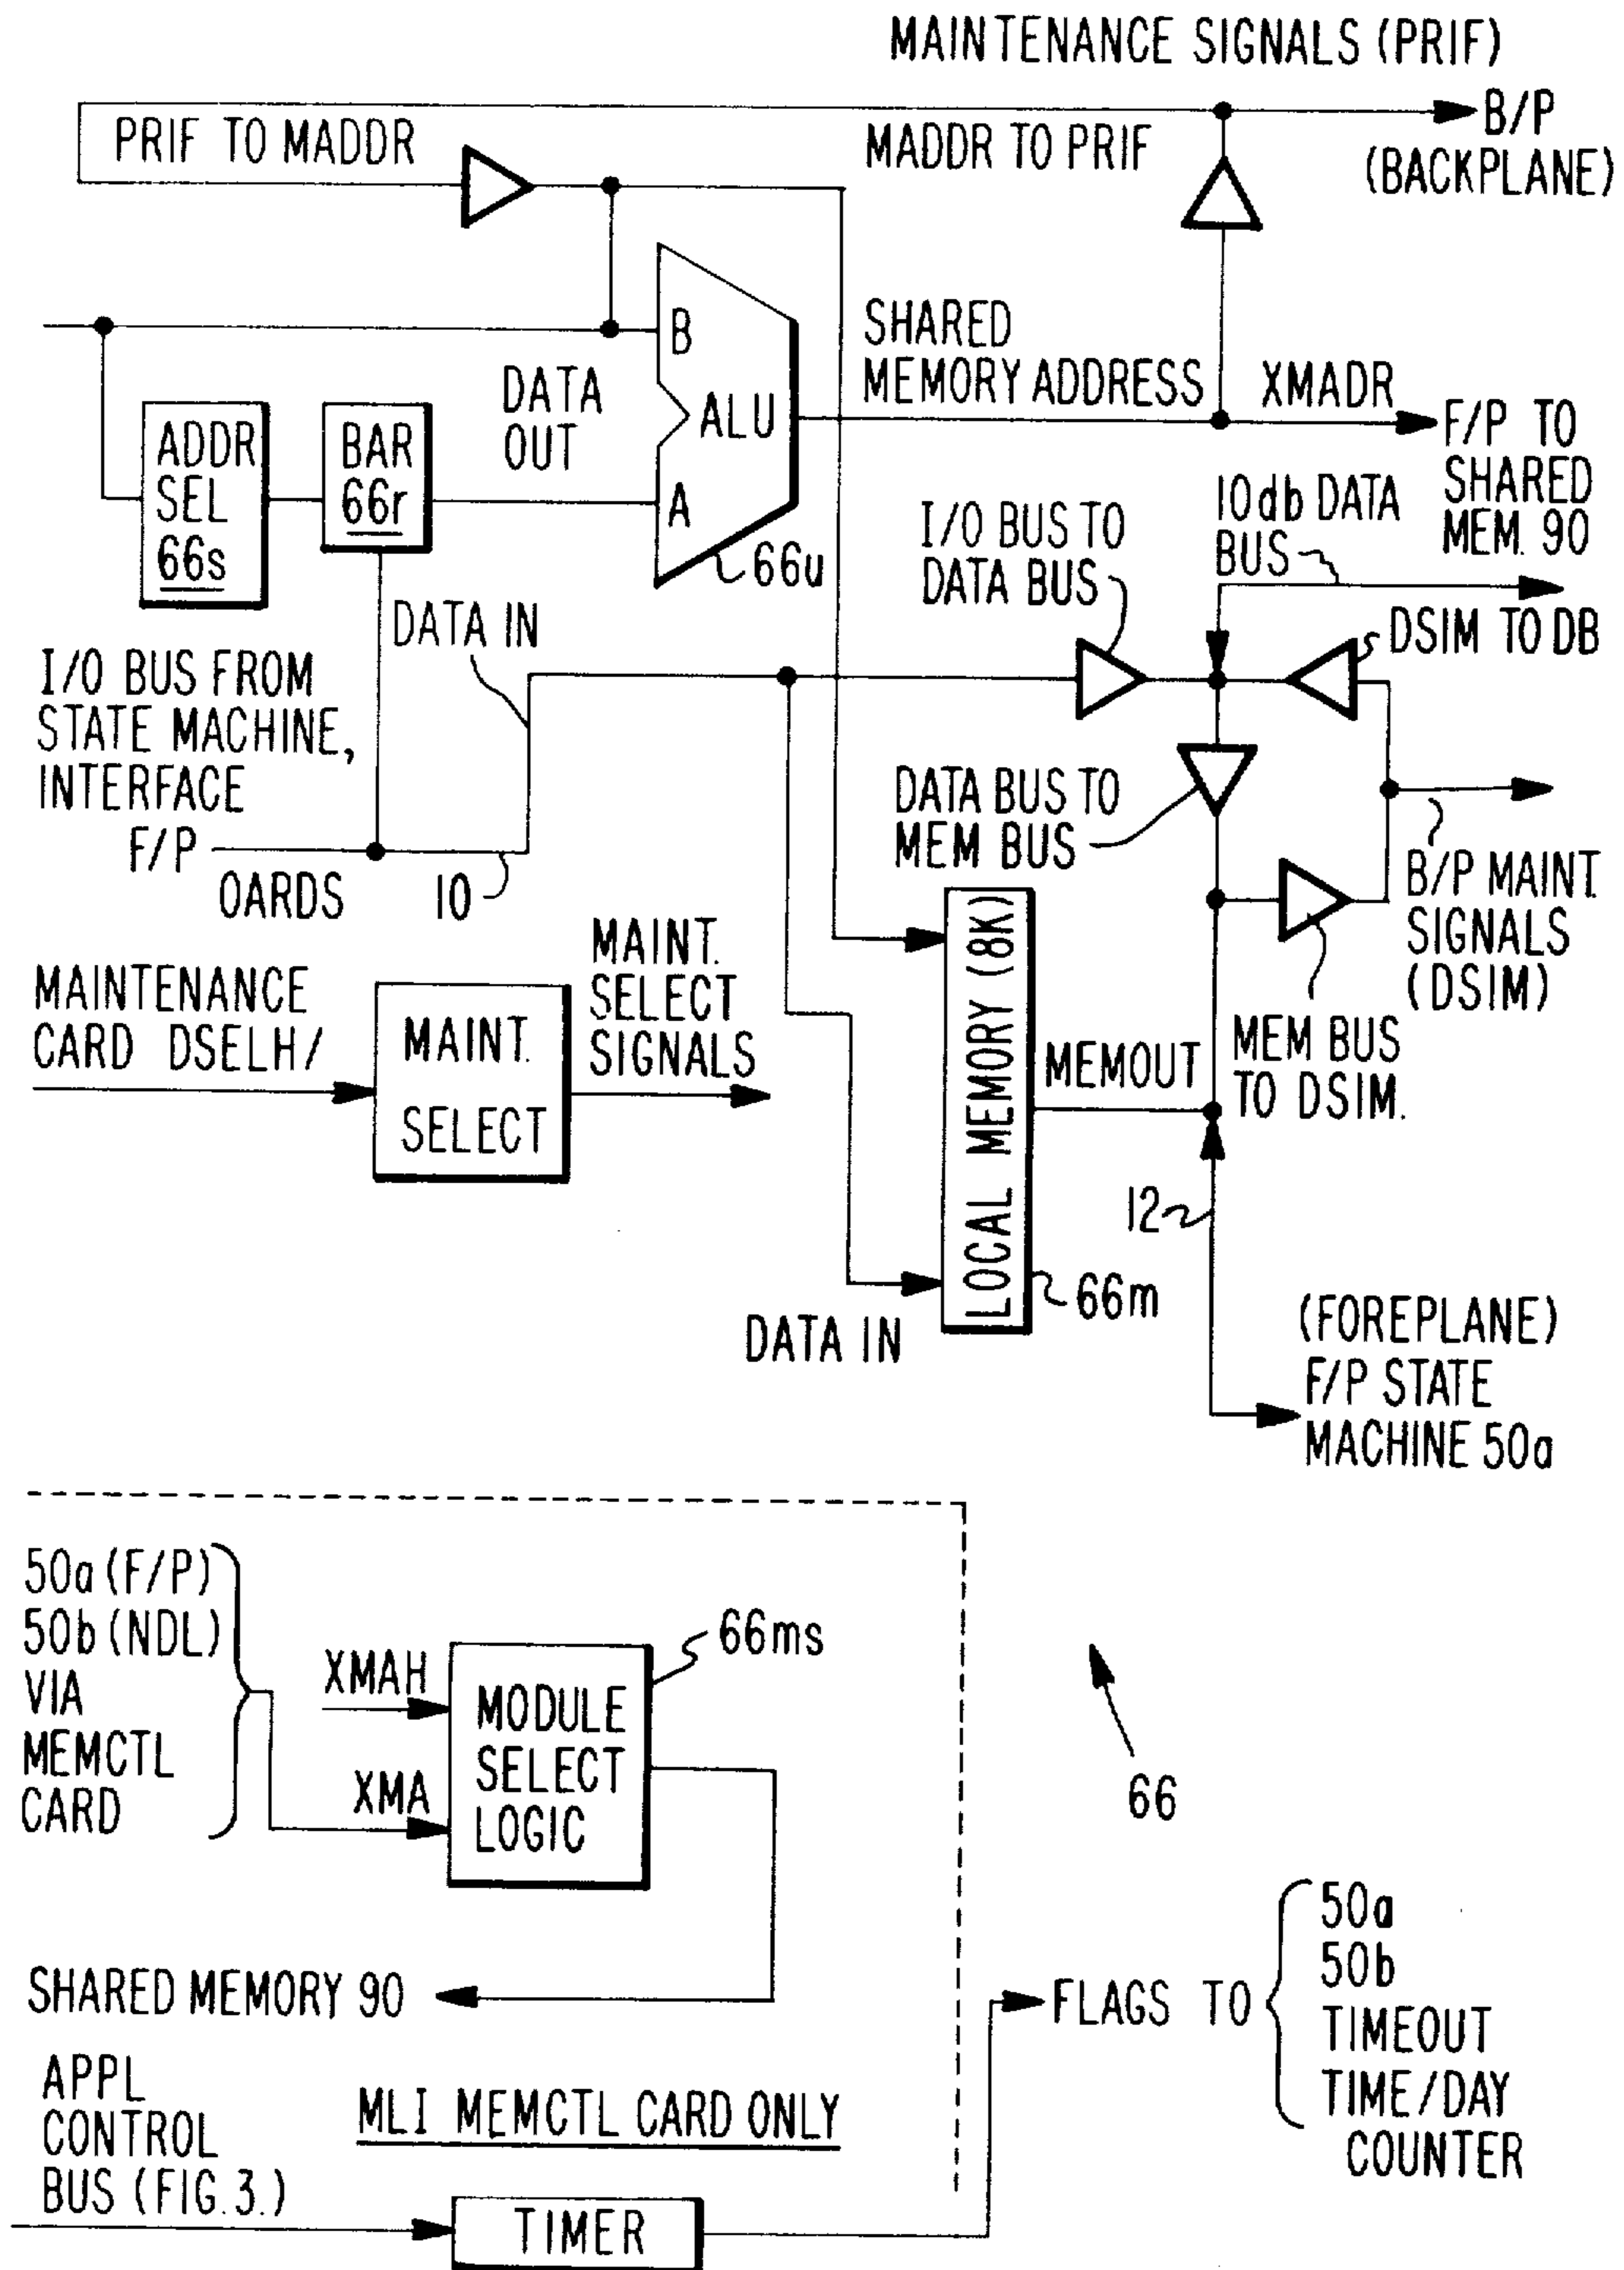 MAINTENANCE SIGNALS (PRIF)
PRIF TO MADDR
MADDR TO PRIF
B/P
(BACKPLANE)
B
ALU
A
66u
SHARED
MEMORY ADDRESS
XMADR
F/P TO
SHARED
MEM. 90
ADDR
SEL
66s
BAR
66r
DATA
OUT
DATA IN
I/O BUS TO
DATA BUS
10db DATA
BUS
DSIM TO DB
I/O BUS FROM
STATE MACHINE,
INTERFACE
F/P
OARDS
10
DATA BUS TO
MEM BUS
B/P MAINT.
SIGNALS
(DSIM)
MAINTENANCE
CARD DSELH/
MAINT.
SELECT
MAINT.
SELECT
SIGNALS
LOCAL MEMORY (8K)
MEMOUT
MEM BUS
TO DSIM.
12
66m
DATA IN
(FOREPLANE)
F/P STATE
MACHINE 50a
50a (F/P)
50b (NDL)
VIA
MEMCTL
CARD
XMAH
XMA
MODULE
SELECT
LOGIC
66ms
66
SHARED MEMORY 90
FLAGS TO
50a
50b
TIMEOUT
TIME/DAY
COUNTER
APPL
CONTROL
BUS (FIG.3.)
MLI MEMCTL CARD ONLY
TIMER